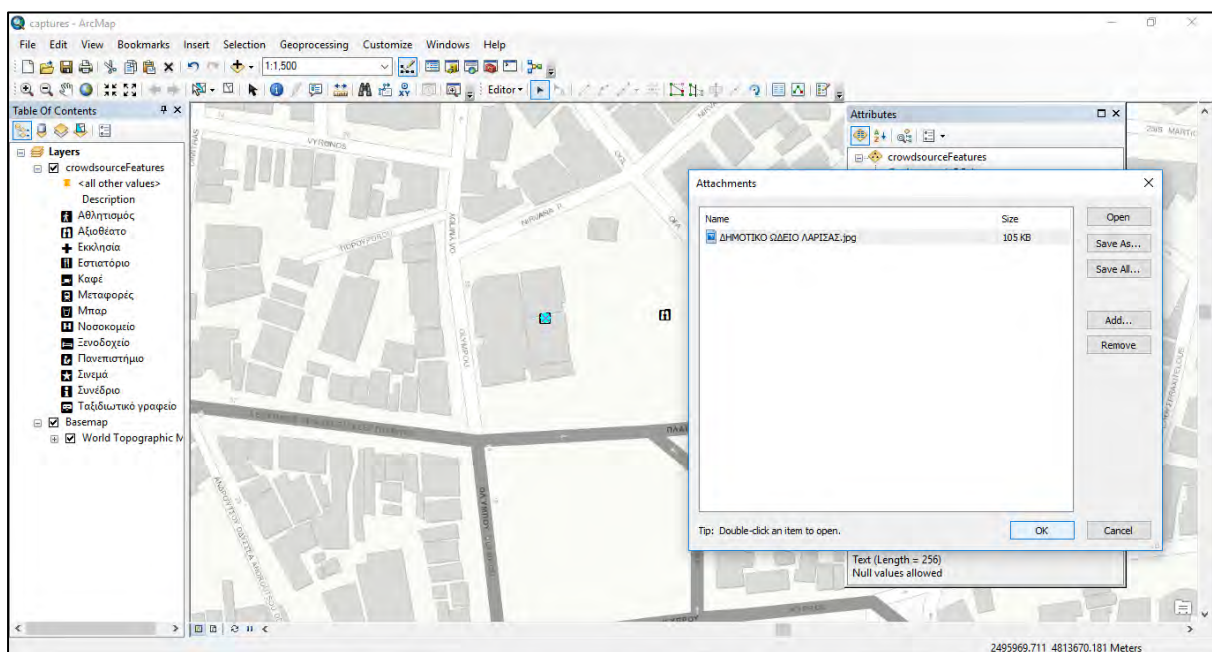 captures - ArcMap
File Edit View Bookmarks Insert Selection Geoprocessing Customize Windows Help
1:1,500
Editor
Table Of Contents
Layers
crowdsourceFeatures
<all other values>
Description
Αθλητισμός
Αξιοθέατο
Εκκλησία
Εστιατόριο
Καφέ
Μεταφορές
Μπαρ
Νοσοκομείο
Ξενοδοχείο
Πανεπιστήμιο
Σινεμά
Συνέδριο
Ταξιδιωτικό γραφείο
Basemap
World Topographic M
VYRONOS
NIRVANA P.
OLYMPOU
Attributes
crowdsourceFeatures
Attachments
Name Size
ΔΗΜΟΤΙΚΟ ΩΔΕΙΟ ΛΑΡΙΣΑΣ.jpg 105 KB
Open
Save As...
Save All...
Add...
Remove
Tip: Double-click an item to open.
OK
Cancel
Text (Length = 256)
Null values allowed
2495969,711 4813670,181 Meters